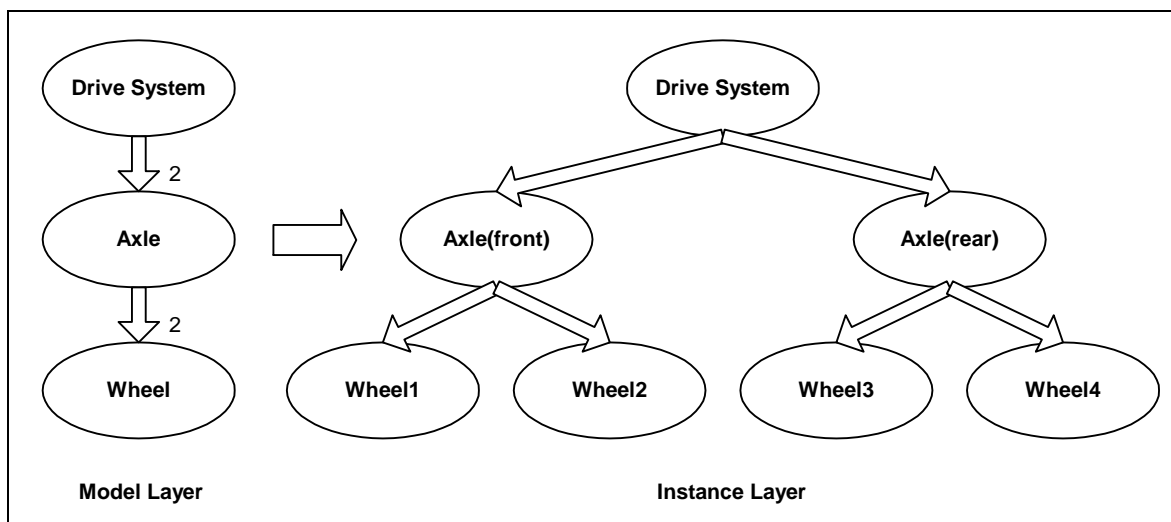 Drive System
Drive System
2
Axle
Axle(front)
Axle(rear)
2
Wheel
Wheel1
Wheel2
Wheel3
Wheel4
Model Layer
Instance Layer